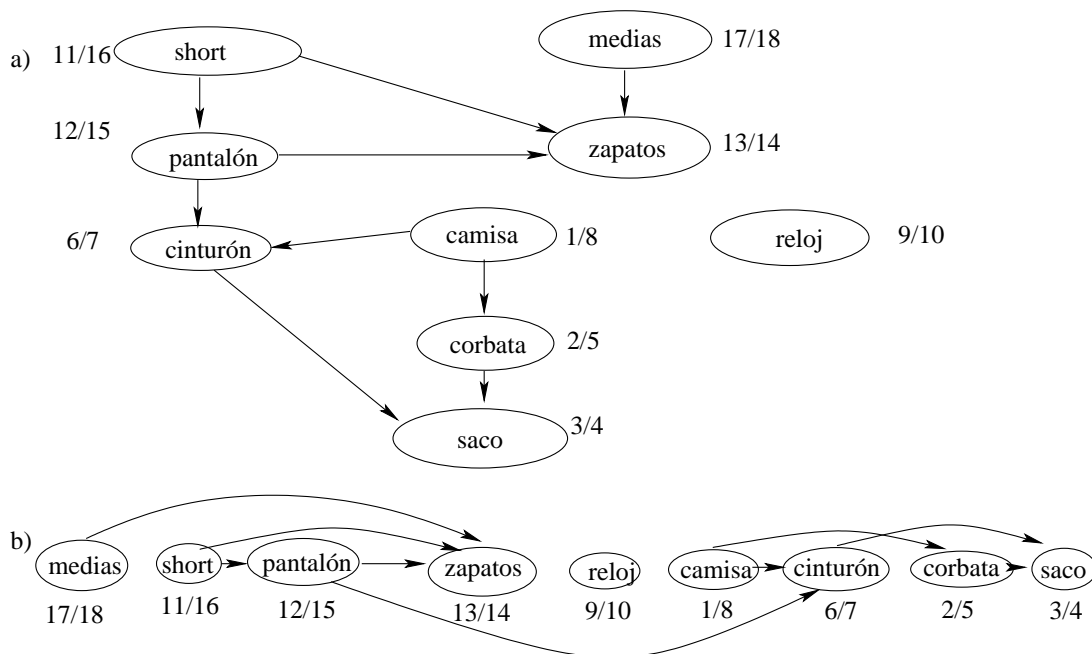 a) 11/16 short medias 17/18
12/15 pantalón zapatos 13/14
6/7 cinturón camisa 1/8 reloj 9/10
corbata 2/5
saco 3/4
b) medias short pantalón zapatos reloj camisa cinturón corbata saco
17/18 11/16 12/15 13/14 9/10 1/8 6/7 2/5 3/4